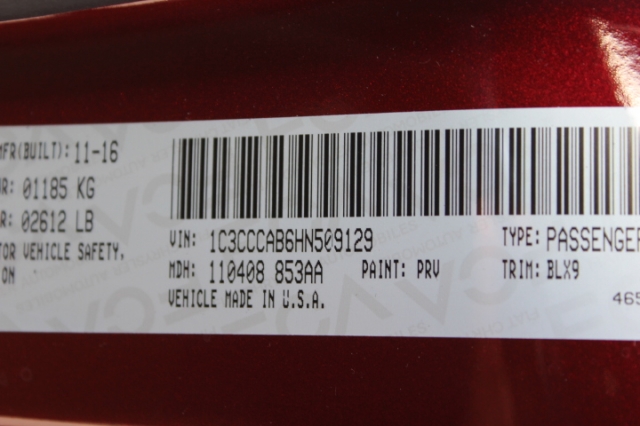 MFR(BUILT): 11-16
R: 01185 KG
R: 02612 LB
VEHICLE SAFETY,
ON
VIN: 1C3CCCAB6HN509129
TYPE: PASSENGER
MDH: 110408 853AA
PAINT: PRV
TRIM: BLX9
VEHICLE MADE IN U.S.A.
465